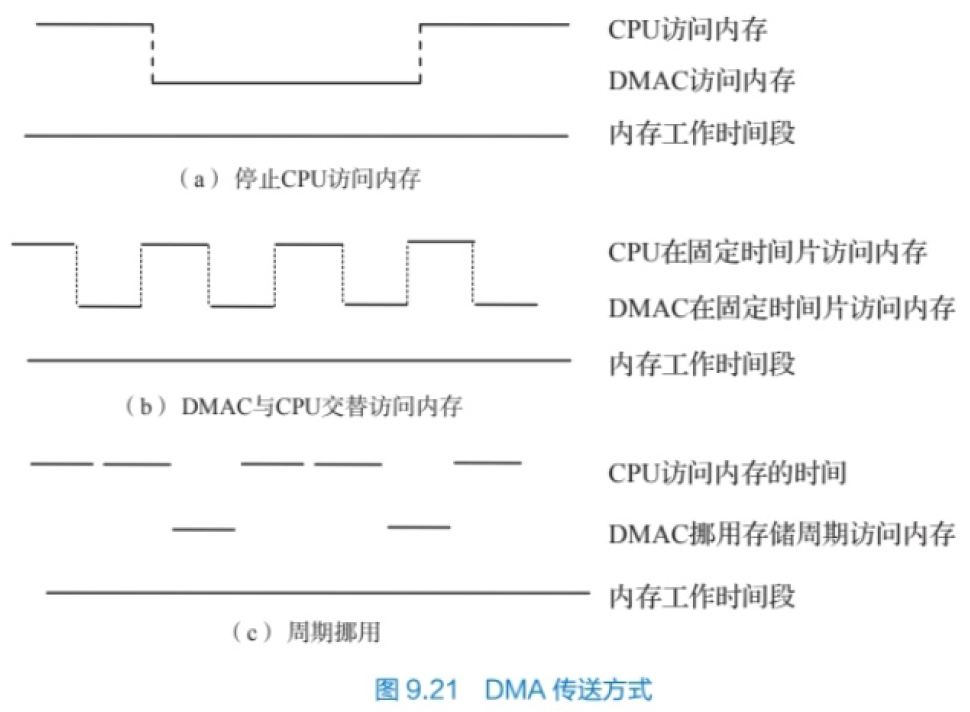 CPU访问内存
DMAC访问内存
内存工作时间段
（a）停止CPU访问内存
CPU在固定时间片访问内存
DMAC在固定时间片访问内存
内存工作时间段
（b）DMAC与CPU交替访问内存
CPU访问内存的时间
DMAC挪用存储周期访问内存
内存工作时间段
（c）周期挪用
图 9.21 DMA 传送方式